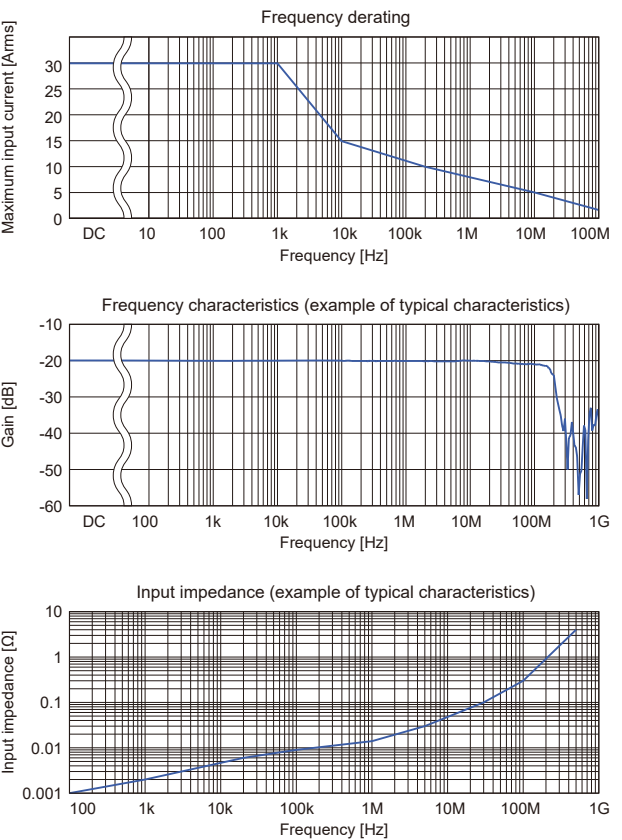 Frequency derating
Maximum input current [Arms]
30
25
20
15
10
5
0
DC 10 100 1k 10k 100k 1M 10M 100M
Frequency [Hz]
Frequency characteristics (example of typical characteristics)
Gain [dB]
-10
-20
-30
-40
-50
-60
DC 100 1k 10k 100k 1M 10M 100M 1G
Frequency [Hz]
Input impedance (example of typical characteristics)
Input impedance [Ω]
10
1
0.1
0.01
0.001
100 1k 10k 100k 1M 10M 100M 1G
Frequency [Hz]